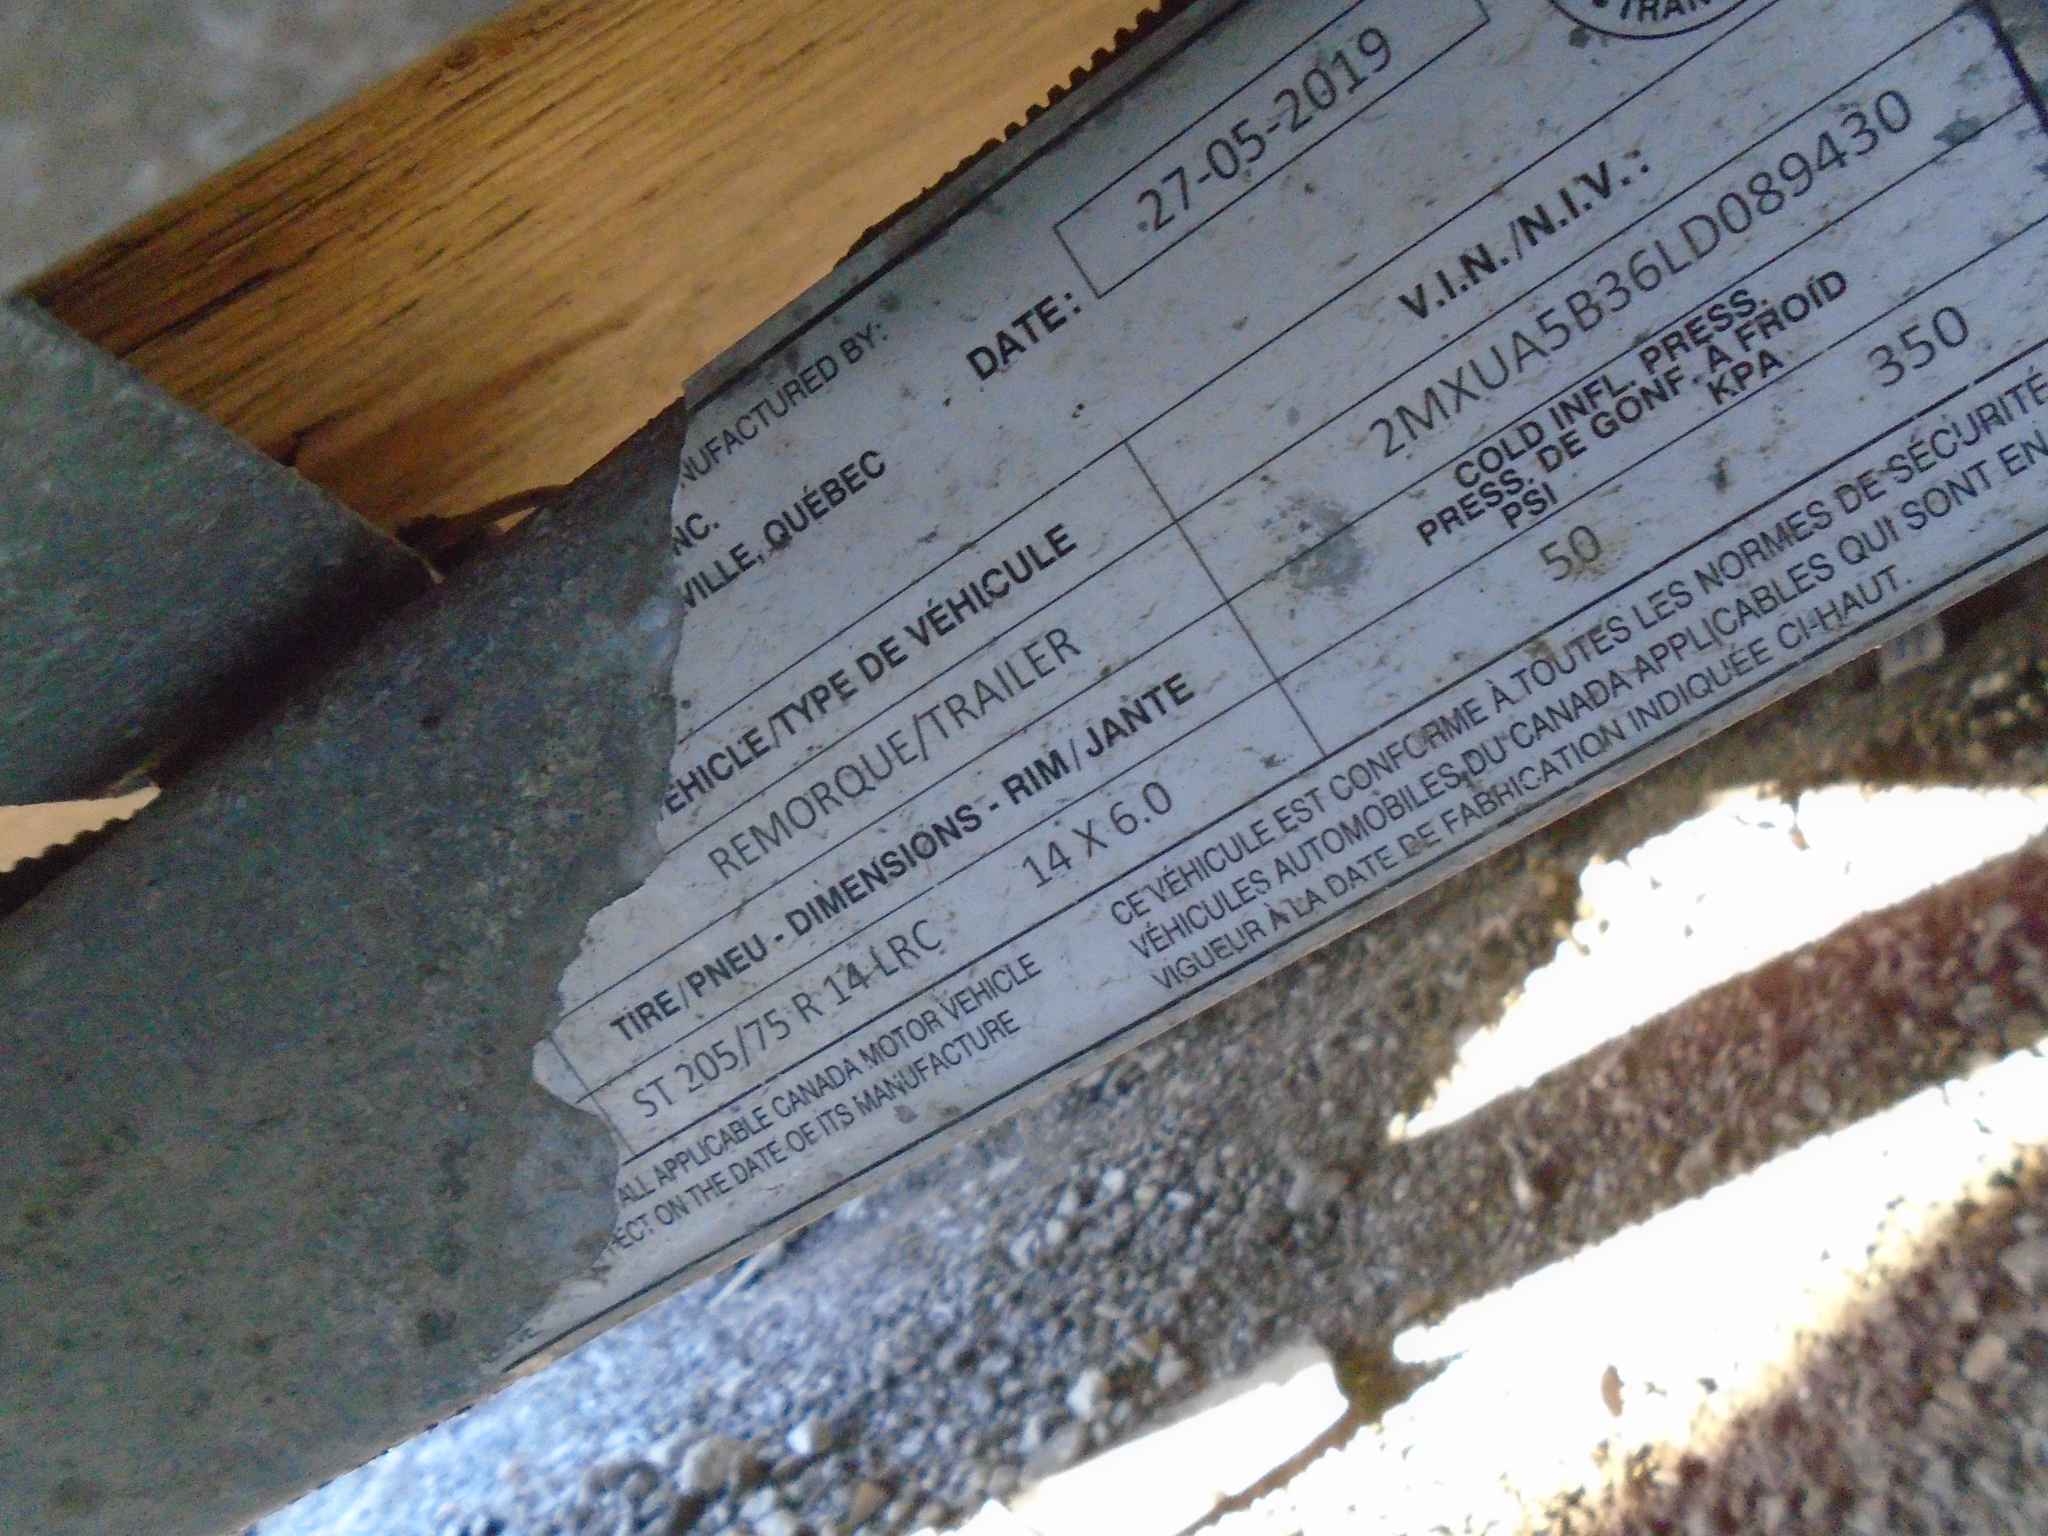 NUFACTURED BY:
NC.
VILLE, QUÉBEC
DATE:
27-05-2019
TRAN
EHICLE/TYPE DE VÉHICULE
V.I.N./N.I.V.:
REMORQUE/TRAILER
2MXUA5B36LD089430
TIRE/PNEU - DIMENSIONS - RIM/JANTE
COLD INFL. PRESS.
PRESS. DE GONF. A FROID
PSI
KPA
ST 205/75 R 14 LRC
14 X 6.0
50
350
ALL APPLICABLE CANADA MOTOR VEHICLE
FECT ON THE DATE OF ITS MANUFACTURE
CE VÉHICULE EST CONFORME À TOUTES LES NORMES DE SÉCURITÉ
VÉHICULES AUTOMOBILES DU CANADA APPLICABLES QUI SONT EN
VIGUEUR À LA DATE DE FABRICATION INDIQUÉE CI-HAUT.